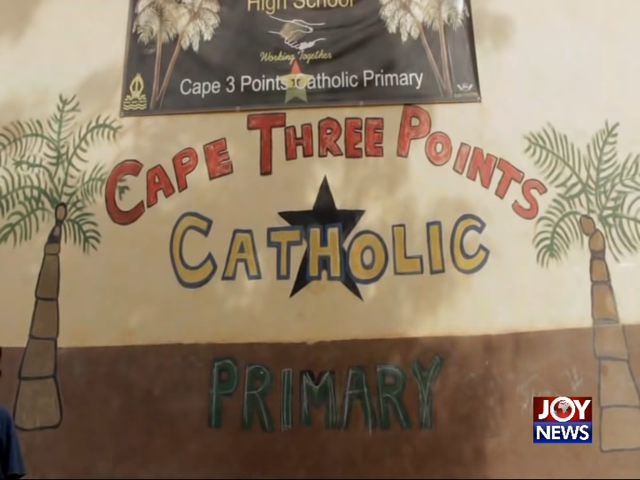 High School
Working Together
Cape 3 Points Catholic Primary
CAPE THREE POINTS
CATHOLIC
PRIMARY
JOY
NEWS